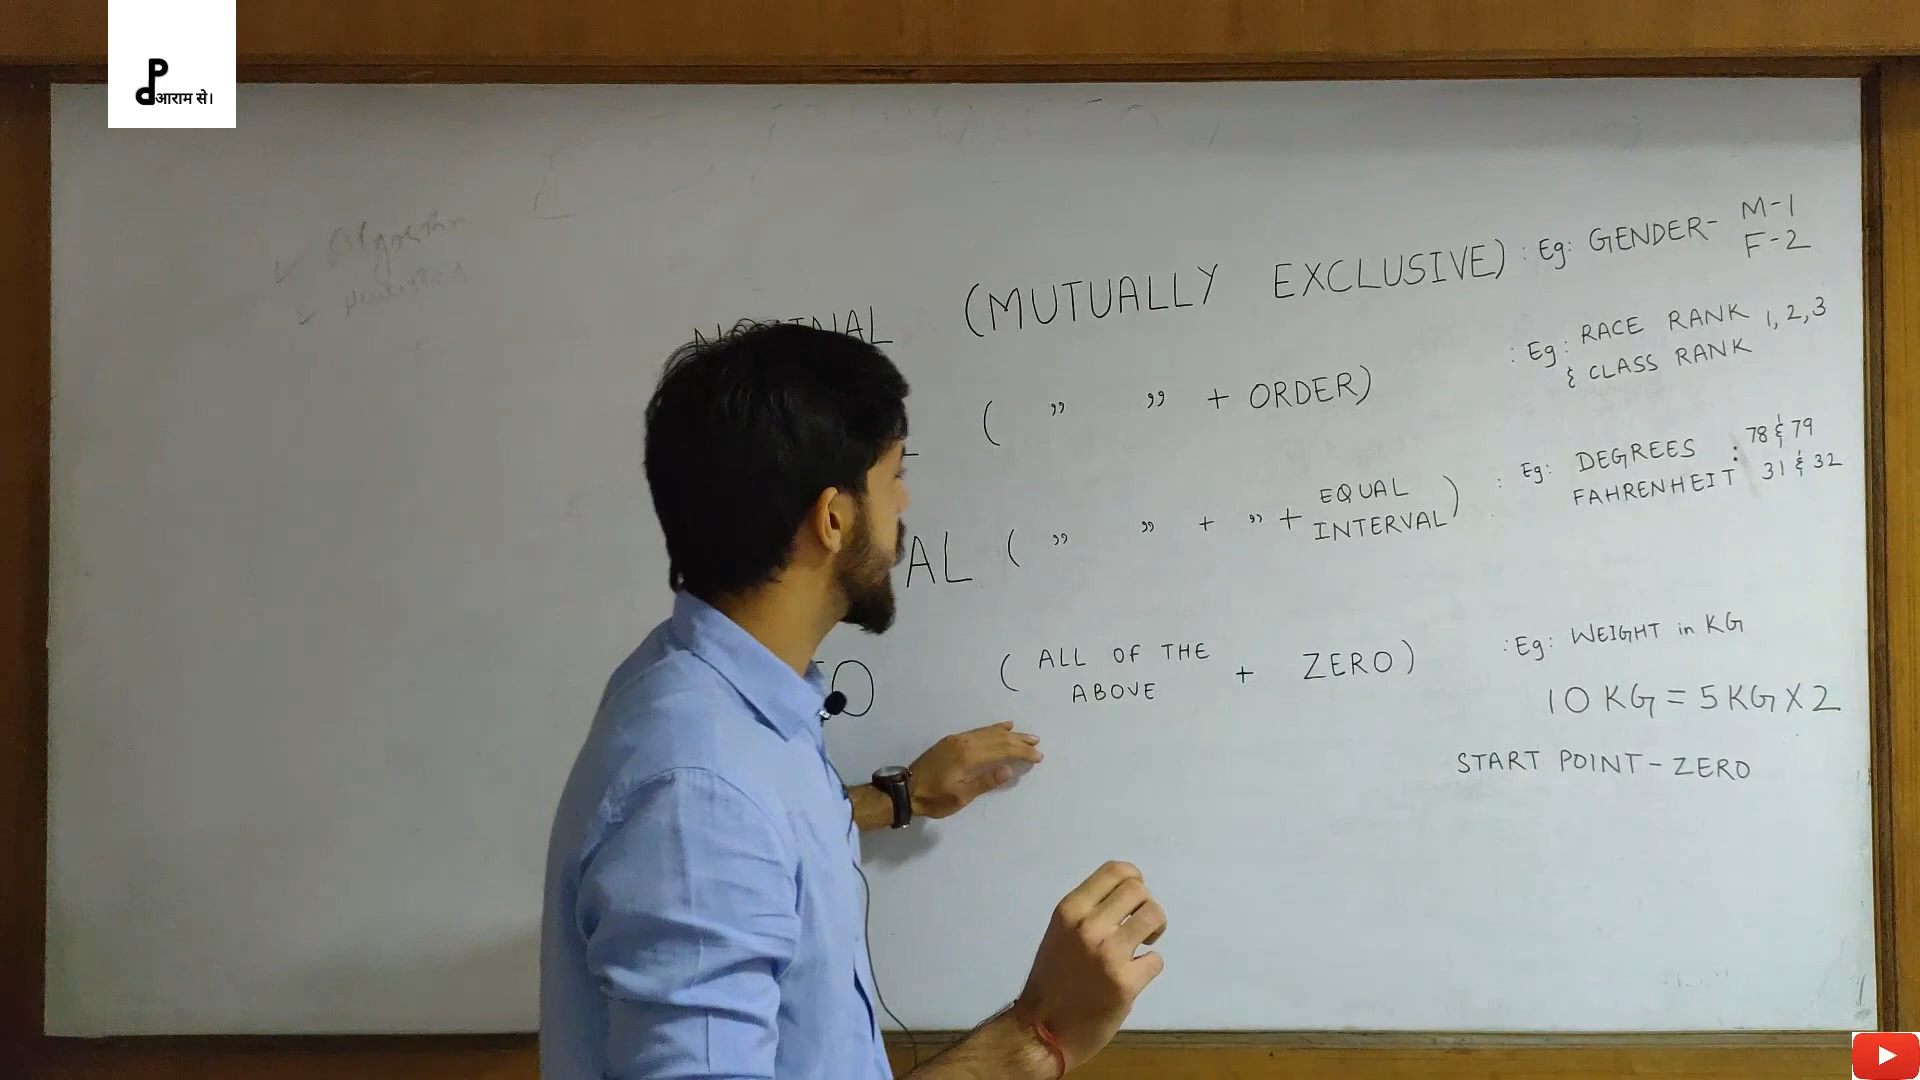 P
d आराम से।
(MUTUALLY EXCLUSIVE) : Eg: GENDER- M-1
F-2
( " " + ORDER) : Eg: RACE RANK 1,2,3
& CLASS RANK
AL ( " " + " + EQUAL INTERVAL) : Eg: DEGREES FAHRENHEIT : 78 & 79
31 & 32
O ( ALL OF THE ABOVE + ZERO) : Eg: WEIGHT in KG
10 KG = 5 KG X 2
START POINT - ZERO